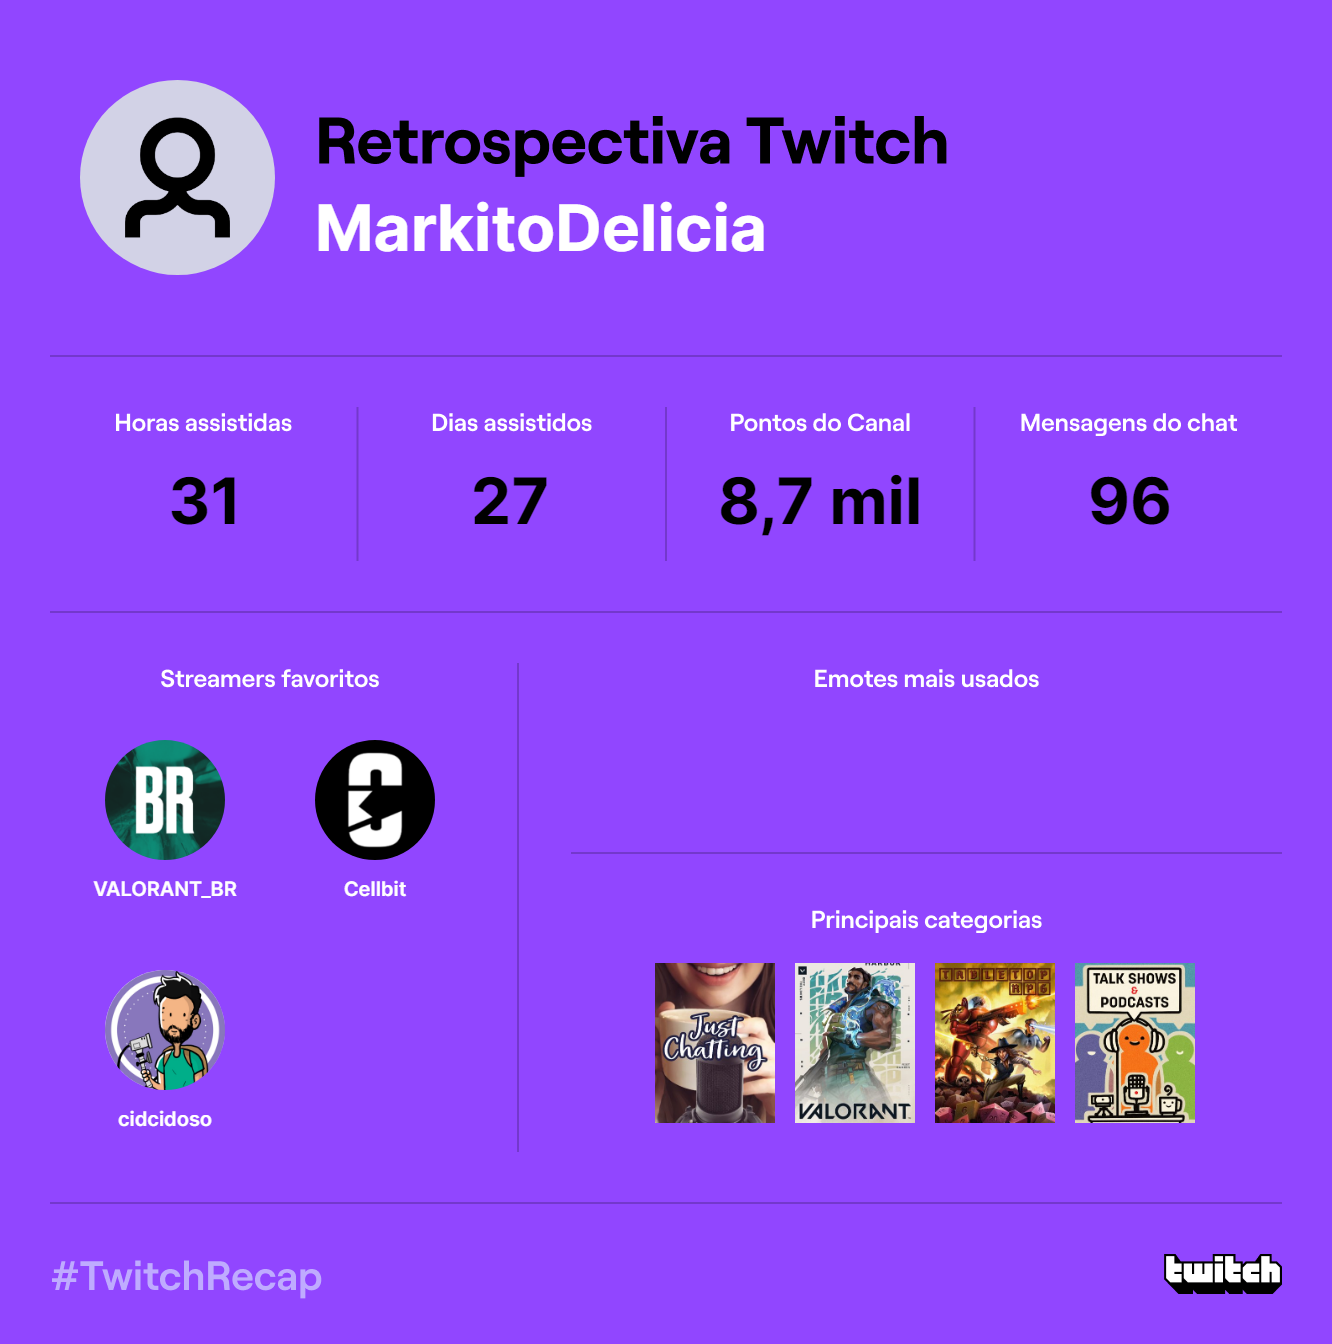 Retrospectiva Twitch
MarkitoDelicia
Horas assistidas
31
Dias assistidos
27
Pontos do Canal
8,7 mil
Mensagens do chat
96
Streamers favoritos
BR
VALORANT_BR
Cellbit
cidcidoso
Emotes mais usados
Principais categorias
Just
Chatting
HARBOR
VALORANT
TABLETOP
RPG
TALK SHOWS
&
PODCASTS
#TwitchRecap
twitch